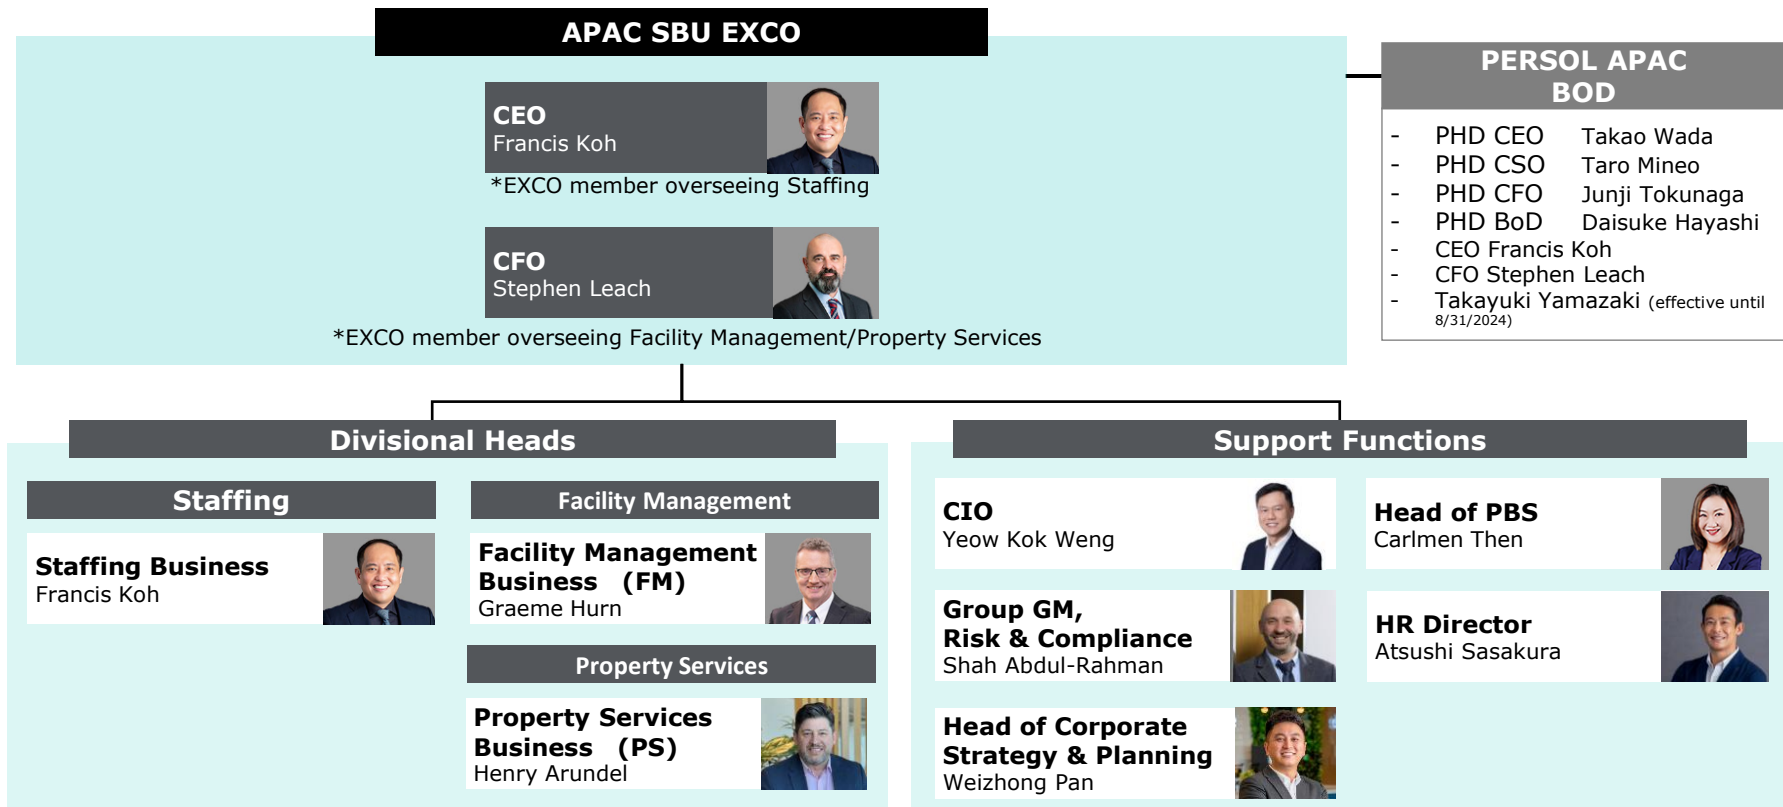 APAC SBU EXCO
CEO
Francis Koh
*EXCO member overseeing Staffing
CFO
Stephen Leach
*EXCO member overseeing Facility Management/Property Services
PERSOL APAC
BOD
- PHD CEO Takao Wada
- PHD CSO Taro Mineo
- PHD CFO Junji Tokunaga
- PHD BoD Daisuke Hayashi
- CEO Francis Koh
- CFO Stephen Leach
- Takayuki Yamazaki (effective until
8/31/2024)
Divisional Heads
Staffing
Staffing Business
Francis Koh
Facility Management
Facility Management
Business (FM)
Graeme Hurn
Property Services
Property Services
Business (PS)
Henry Arundel
Support Functions
CIO
Yeow Kok Weng
Head of PBS
Carlmen Then
Group GM,
Risk & Compliance
Shah Abdul-Rahman
HR Director
Atsushi Sasakura
Head of Corporate
Strategy & Planning
Weizhong Pan